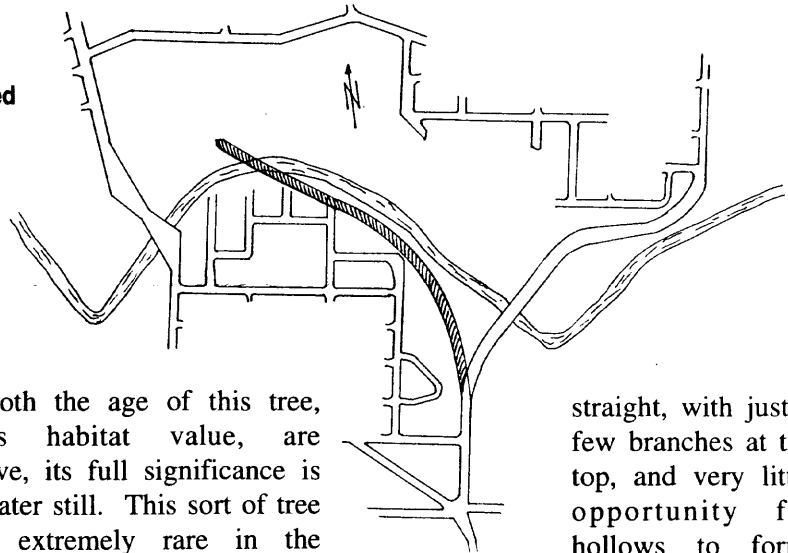 ed
N
oth the age of this tree,
s habitat value, are
ve, its full significance is
ater still. This sort of tree
extremely rare in the
straight, with just
few branches at t
top, and very litt
opportunity f
hollows to for